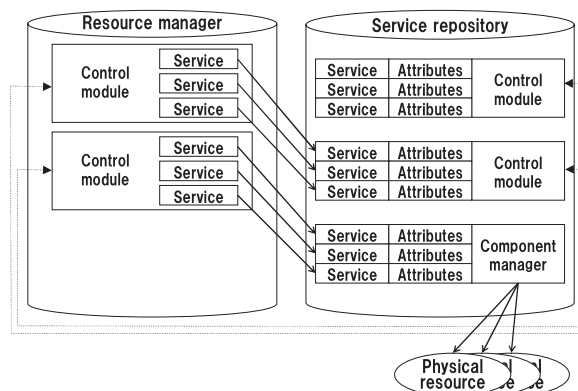 Resource manager
Control module
Service
Service
Service
Control module
Service
Service
Service
Service repository
Service Attributes
Service Attributes
Service Attributes
Control module
Service Attributes
Service Attributes
Service Attributes
Control module
Service Attributes
Service Attributes
Service Attributes
Component manager
Physical resource